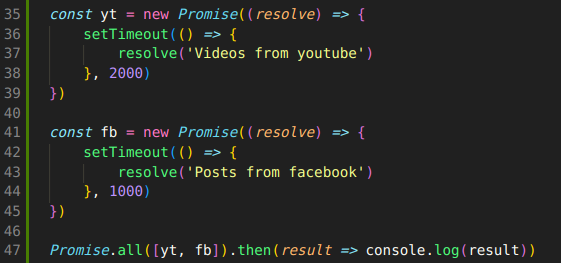 35 const yt = new Promise((resolve) => {
36     setTimeout(() => {
37         resolve('Videos from youtube')
38     }, 2000)
39 })
40
41 const fb = new Promise((resolve) => {
42     setTimeout(() => {
43         resolve('Posts from facebook')
44     }, 1000)
45 })
46
47 Promise.all([yt, fb]).then(result => console.log(result))